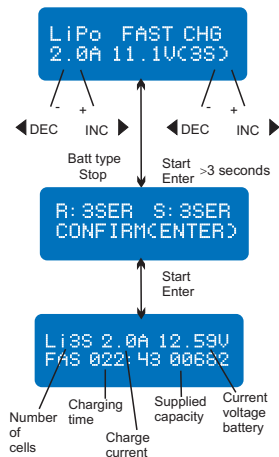 LiPo FAST CHG
2.0A 11.1V(3S)
- + - +
◀DEC INC ▶ ◀DEC INC ▶
Batt type
Stop
Start
Enter >3 seconds
R:3SER S:3SER
CONFIRM(ENTER)
Start
Enter
Li3S 2.0A 12.59V
FAS 022:43 00682
Number
of
cells
Charging
time
Charge
current
Supplied
capacity
Current
voltage
battery